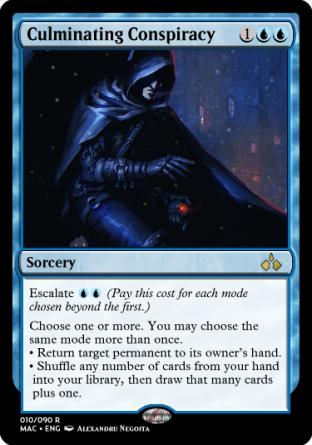 Culminating Conspiracy 1
Sorcery
Escalate (Pay this cost for each mode
chosen beyond the first.)
Choose one or more. You may choose the
same mode more than once.
• Return target permanent to its owner's hand.
• Shuffle any number of cards from your hand
into your library, then draw that many cards
plus one.
010/090 R
MAC • ENG Alexandru Negoita